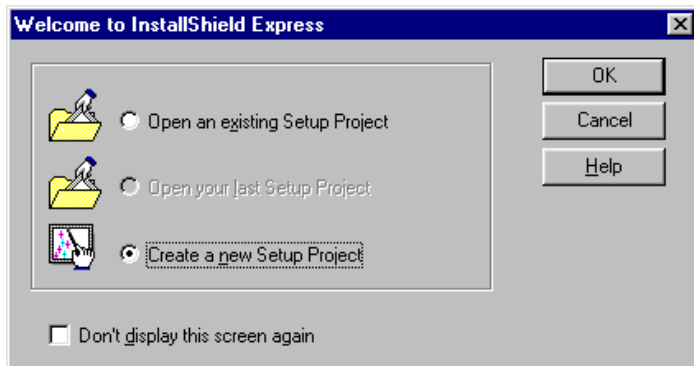 Welcome to InstallShield Express
OK
Open an existing Setup Project
Cancel
Help
Open your last Setup Project
Create a new Setup Project
Don't display this screen again